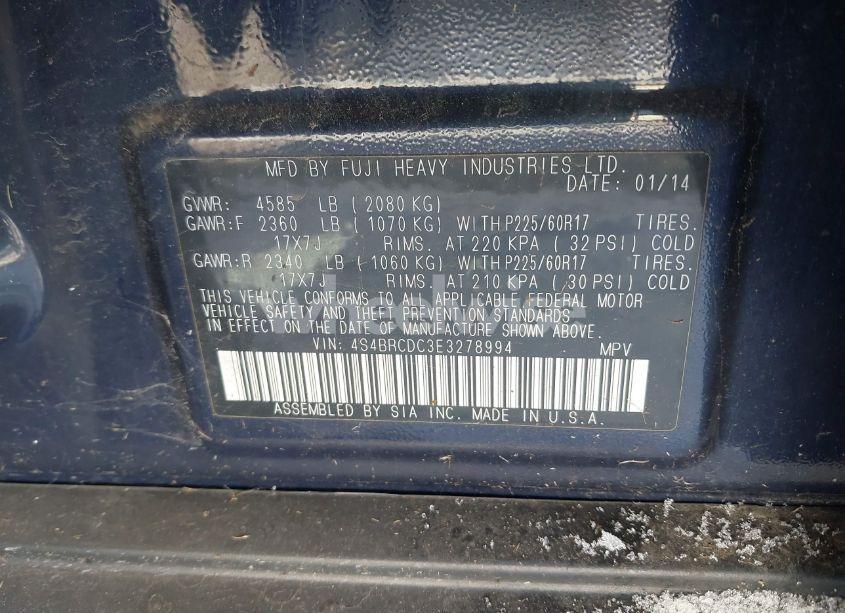 MFD BY FUJI HEAVY INDUSTRIES LTD.
DATE: 01/14
GVWR: 4585 LB (2080 KG)
GAWR:F 2360 LB (1070 KG) WITH P225/60R17 TIRES.
17X7J RIMS. AT 220 KPA (32 PSI) COLD
GAWR:R 2340 LB (1060 KG) WITH P225/60R17 TIRES.
17X7J RIMS. AT 210 KPA (30 PSI) COLD
THIS VEHICLE CONFORMS TO ALL APPLICABLE FEDERAL MOTOR
VEHICLE SAFETY AND THEFT PREVENTION STANDARDS
IN EFFECT ON THE DATE OF MANUFACTURE SHOWN ABOVE.
VIN: 4S4BRCDC3E3278994 MPV
ASSEMBLED BY SIA INC. MADE IN U.S.A.